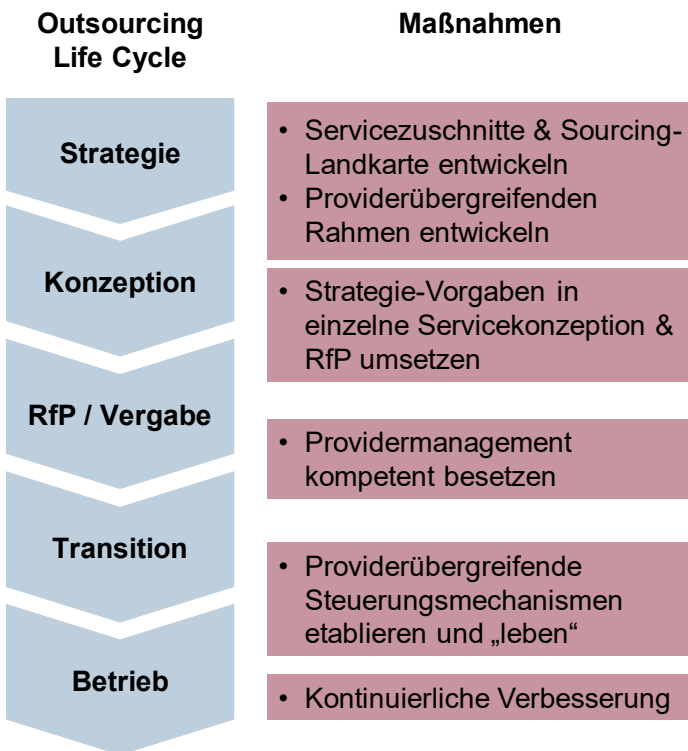 Outsourcing
Life Cycle
Maßnahmen
Strategie
• Servicezuschnitte & Sourcing-
Landkarte entwickeln
• Providerübergreifenden
Rahmen entwickeln
Konzeption
• Strategie-Vorgaben in
einzelne Servicekonzeption &
RfP umsetzen
RfP / Vergabe
• Providermanagement
kompetent besetzen
Transition
• Providerübergreifende
Steuerungsmechanismen
etablieren und „leben“
Betrieb
• Kontinuierliche Verbesserung